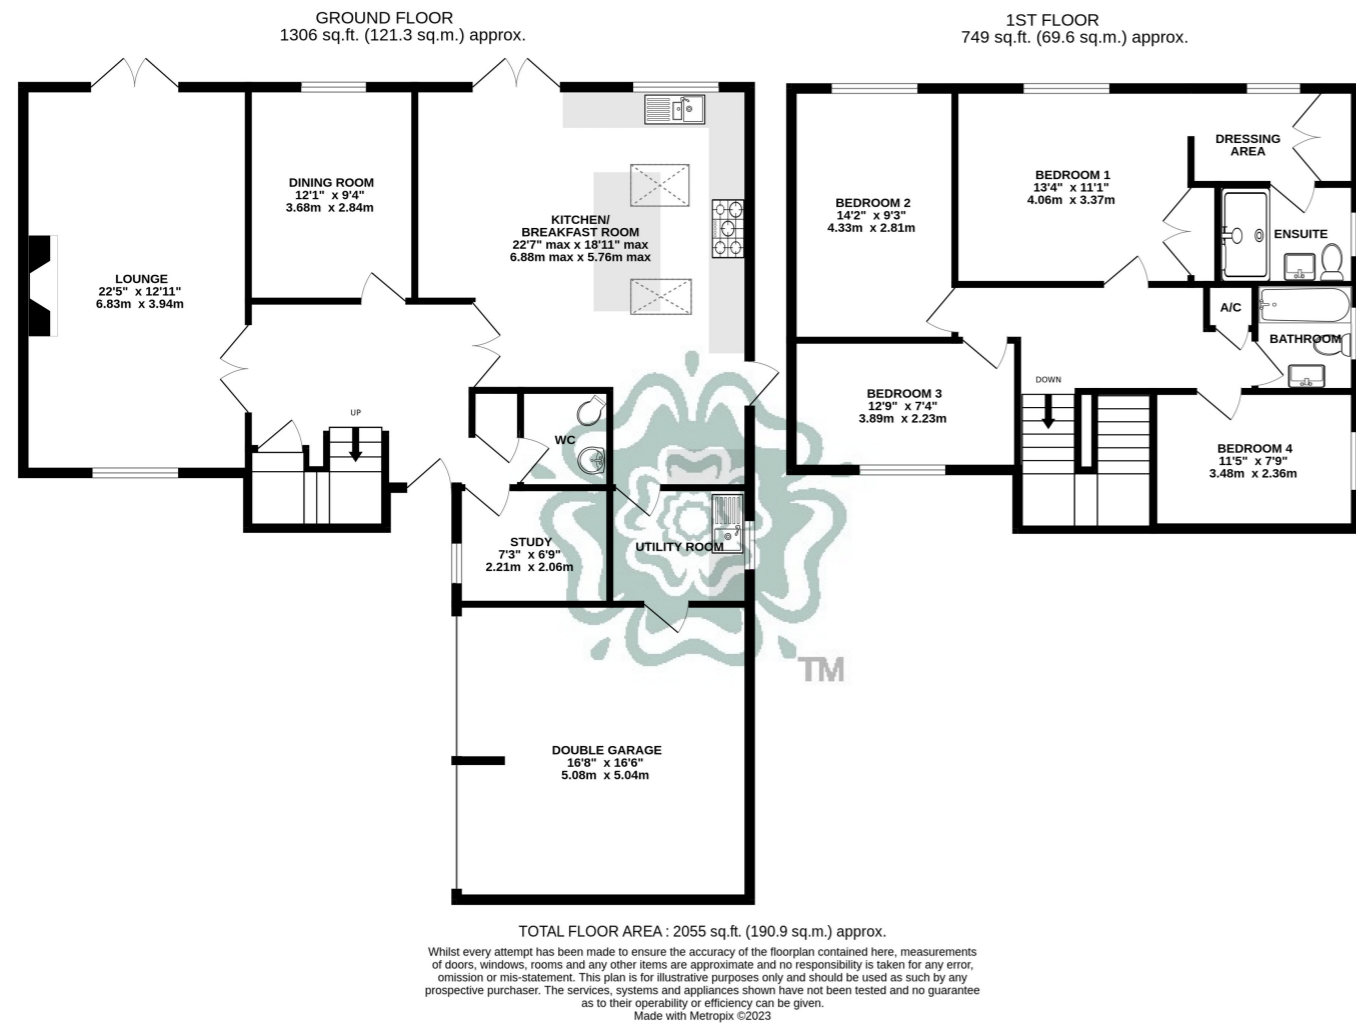 GROUND FLOOR
1306 sq.ft. (121.3 sq.m.) approx.
1ST FLOOR
749 sq.ft. (69.6 sq.m.) approx.
LOUNGE
22'5" x 12'11"
6.83m x 3.94m
DINING ROOM
12'1" x 9'4"
3.68m x 2.84m
KITCHEN/
BREAKFAST ROOM
22'7" max x 18'11" max
6.88m max x 5.76m max
UP
WC
STUDY
7'3" x 6'9"
2.21m x 2.06m
UTILITY ROOM
DOUBLE GARAGE
16'8" x 16'6"
5.08m x 5.04m
BEDROOM 2
14'2" x 9'3"
4.33m x 2.81m
BEDROOM 1
13'4" x 11'1"
4.06m x 3.37m
DRESSING
AREA
ENSUITE
A/C
BATHROOM
BEDROOM 3
12'9" x 7'4"
3.89m x 2.23m
DOWN
BEDROOM 4
11'5" x 7'9"
3.48m x 2.36m
TM
TOTAL FLOOR AREA : 2055 sq.ft. (190.9 sq.m.) approx.
Whilst every attempt has been made to ensure the accuracy of the floorplan contained here, measurements
of doors, windows, rooms and any other items are approximate and no responsibility is taken for any error,
omission or mis-statement. This plan is for illustrative purposes only and should be used as such by any
prospective purchaser. The services, systems and appliances shown have not been tested and no guarantee
as to their operability or efficiency can be given.
Made with Metropix ©2023